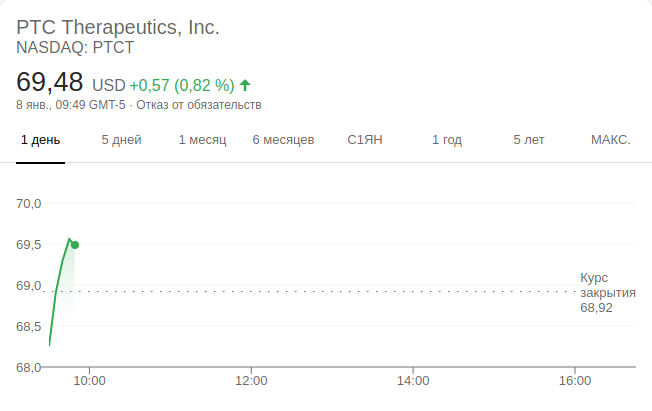 PTC Therapeutics, Inc.
NASDAQ: PTCT
69,48 USD +0,57 (0,82 %)
8 янв., 09:49 GMT-5 · Отказ от обязательств
1 день 5 дней 1 месяц 6 месяцев С1ЯН 1 год 5 лет МАКС.
70,0
69,5
69,0
68,5
68,0
Курс
закрытия
68,92
10:00 12:00 14:00 16:00